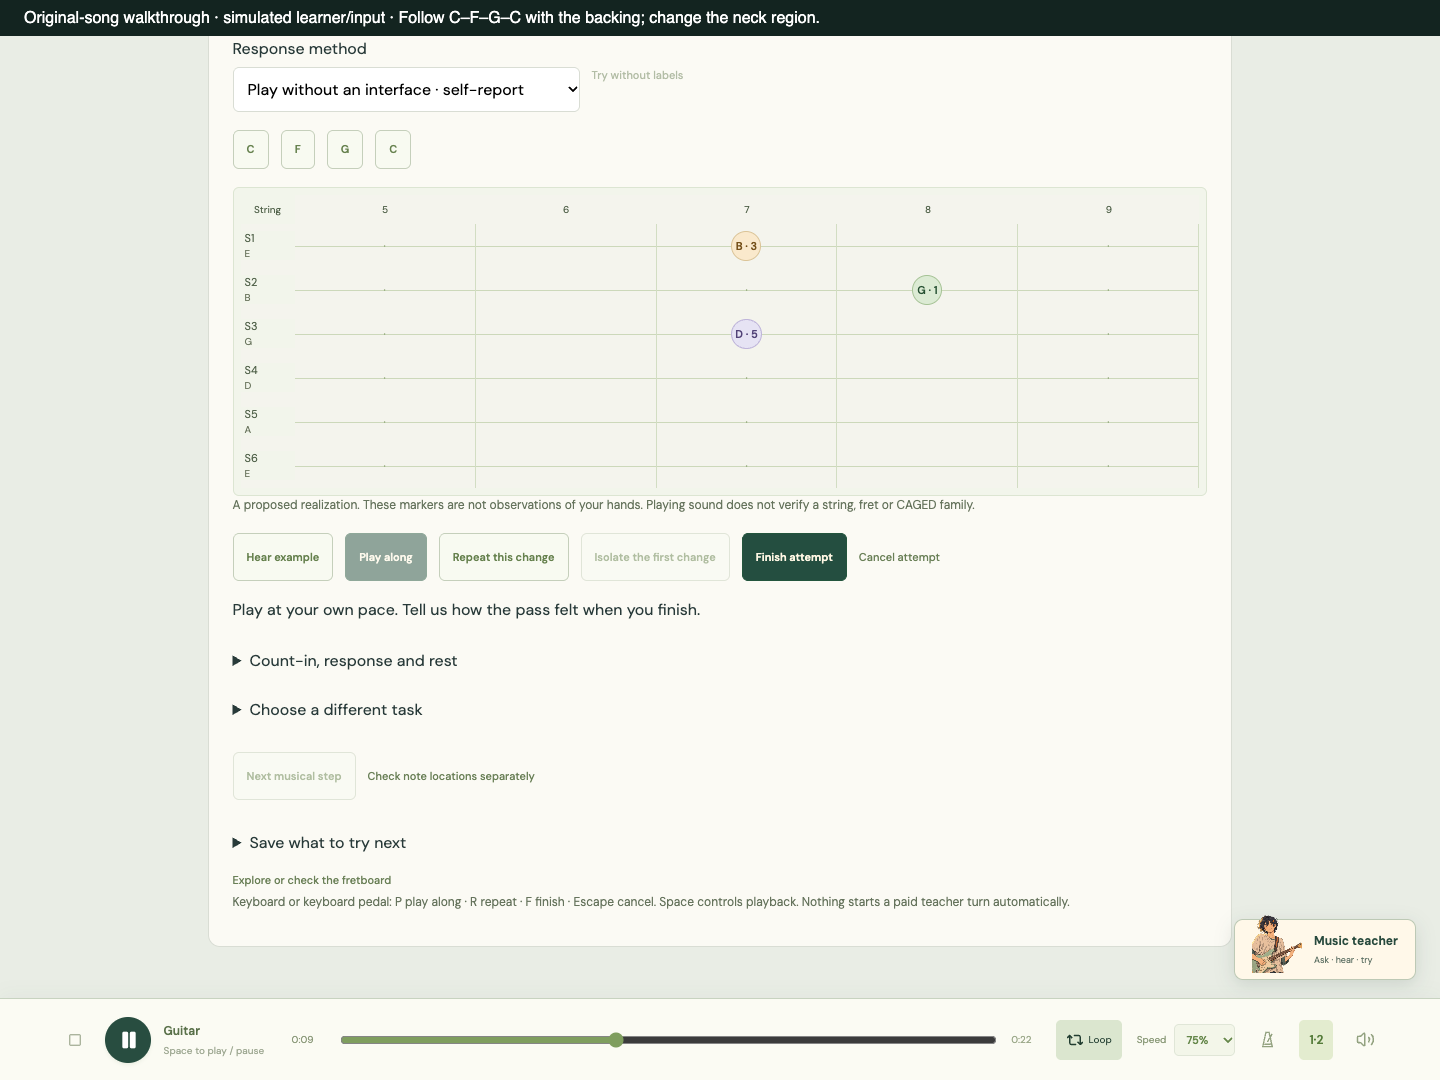 Original-song walkthrough · simulated learner/input · Follow C–F–G–C with the backing; change the neck region.
Response method
Play without an interface · self-report
Try without labels
C F G C
String 5 6 7 8 9
S1
E
B · 3
S2
B
G · 1
S3
G
D · 5
S4
D
S5
A
S6
E
A proposed realization. These markers are not observations of your hands. Playing sound does not verify a string, fret or CAGED family.
Hear example Play along Repeat this change Isolate the first change Finish attempt Cancel attempt
Play at your own pace. Tell us how the pass felt when you finish.
Count-in, response and rest
Choose a different task
Next musical step Check note locations separately
Save what to try next
Explore or check the fretboard
Keyboard or keyboard pedal: P play along · R repeat · F finish · Escape cancel. Space controls playback. Nothing starts a paid teacher turn automatically.
Music teacher
Ask · hear · try
Guitar
Space to play / pause
0:09
0:22
Loop
Speed
75%
1·2